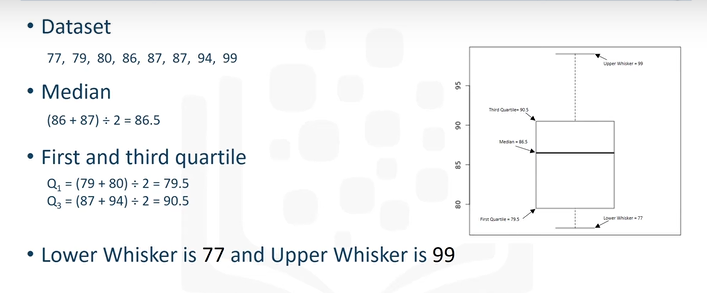 • Dataset
77, 79, 80, 86, 87, 87, 94, 99
• Median
(86 + 87) ÷ 2 = 86.5
• First and third quartile
Q₁ = (79 + 80) ÷ 2 = 79.5
Q₃ = (87 + 94) ÷ 2 = 90.5
• Lower Whisker is 77 and Upper Whisker is 99
Upper Whisker = 99
95
Third Quartile= 90.5
90
Median = 86.5
85
80
First Quartile = 79.5
Lower Whisker = 77